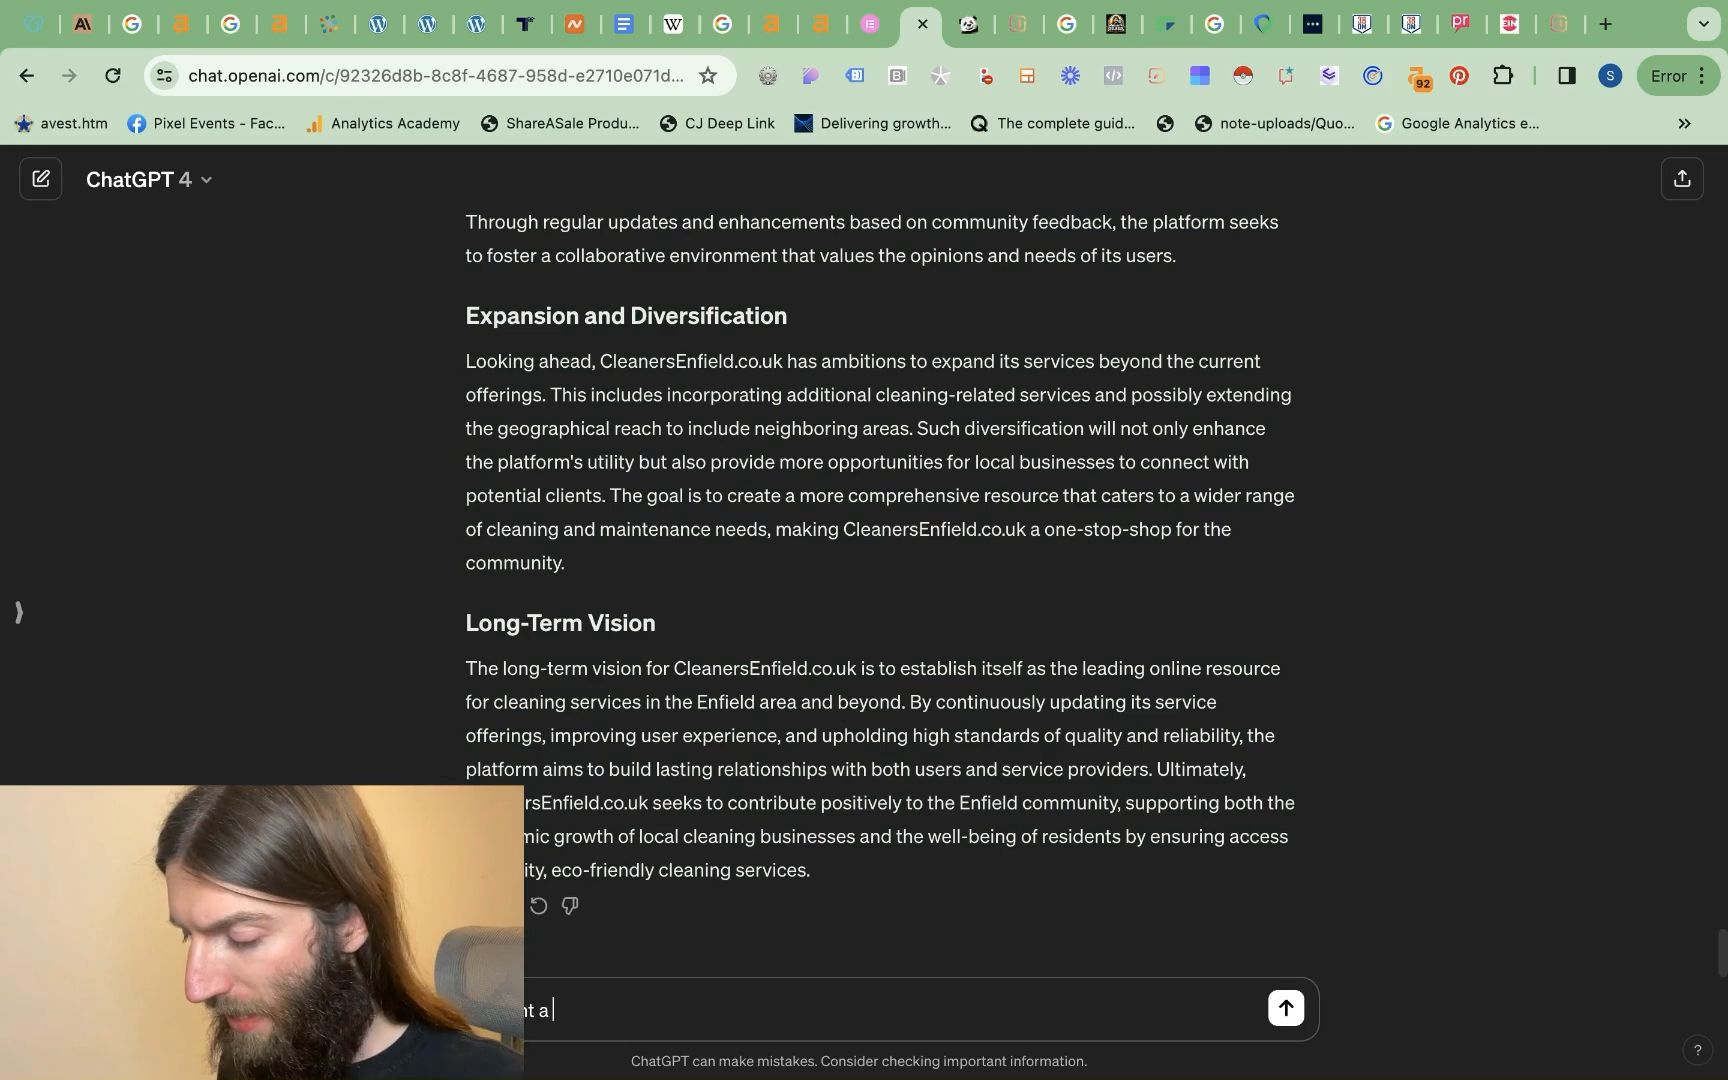 chat.openai.com/c/92326d8b-8c8f-4687-958d-e2710e071d...
92
S
Error
avest.htm
Pixel Events - Fac...
Analytics Academy
ShareASale Produ...
CJ Deep Link
Delivering growth...
The complete guid...
note-uploads/Quo...
Google Analytics e...
ChatGPT 4
Through regular updates and enhancements based on community feedback, the platform seeks
to foster a collaborative environment that values the opinions and needs of its users.
Expansion and Diversification
Looking ahead, CleanersEnfield.co.uk has ambitions to expand its services beyond the current
offerings. This includes incorporating additional cleaning-related services and possibly extending
the geographical reach to include neighboring areas. Such diversification will not only enhance
the platform's utility but also provide more opportunities for local businesses to connect with
potential clients. The goal is to create a more comprehensive resource that caters to a wider range
of cleaning and maintenance needs, making CleanersEnfield.co.uk a one-stop-shop for the
community.
Long-Term Vision
The long-term vision for CleanersEnfield.co.uk is to establish itself as the leading online resource
for cleaning services in the Enfield area and beyond. By continuously updating its service
offerings, improving user experience, and upholding high standards of quality and reliability, the
platform aims to build lasting relationships with both users and service providers. Ultimately,
rsEnfield.co.uk seeks to contribute positively to the Enfield community, supporting both the
mic growth of local cleaning businesses and the well-being of residents by ensuring access
ity, eco-friendly cleaning services.
nt a
ChatGPT can make mistakes. Consider checking important information.
?